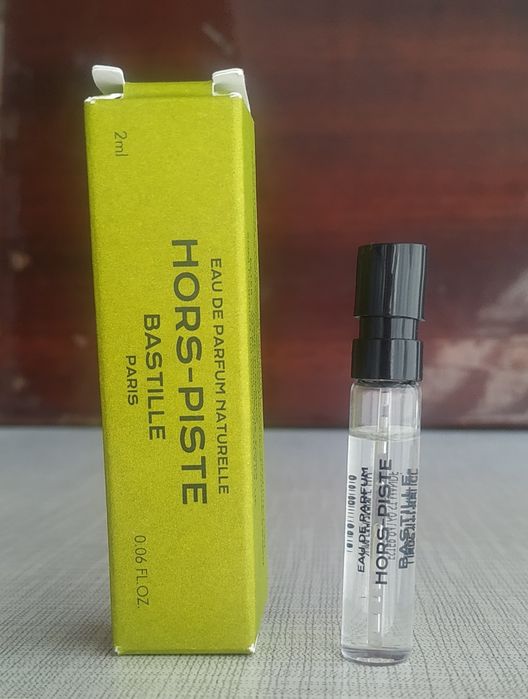 2ml
EAU DE PARFUM NATURELLE
HORS-PISTE
BASTILLE
PARIS
0.06 FL.OZ.
EAU DE PARFUM
HORS-PISTE
BASTILLE